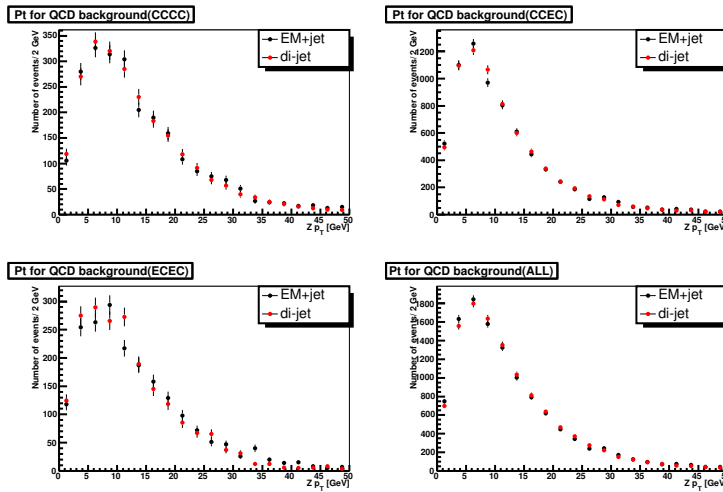 Pt for QCD background(CCCC)
Number of events/ 2 GeV
350
300
250
200
150
100
50
0
EM+jet
di-jet
0 5 10 15 20 25 30 35 40 45 50
Z p_T [GeV]
Pt for QCD background(CCEC)
Number of events/ 2 GeV
1200
1000
800
600
400
200
0
EM+jet
di-jet
0 5 10 15 20 25 30 35 40 45 50
Z p_T [GeV]
Pt for QCD background(ECEC)
Number of events/ 2 GeV
300
250
200
150
100
50
0
EM+jet
di-jet
0 5 10 15 20 25 30 35 40 45 50
Z p_T [GeV]
Pt for QCD background(ALL)
Number of events/ 2 GeV
1800
1600
1400
1200
1000
800
600
400
200
0
EM+jet
di-jet
0 5 10 15 20 25 30 35 40 45 50
Z p_T [GeV]